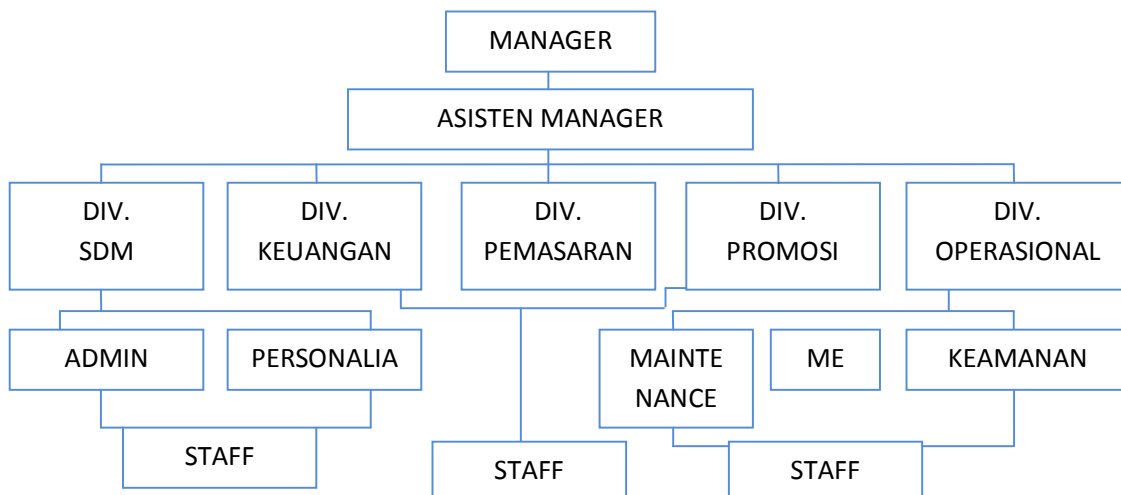 MANAGER
ASISTEN MANAGER
DIV.
SDM
DIV.
KEUANGAN
DIV.
PEMASARAN
DIV.
PROMOSI
DIV.
OPERASIONAL
ADMIN
PERSONALIA
MAINTE
NANCE
ME
KEAMANAN
STAFF
STAFF
STAFF